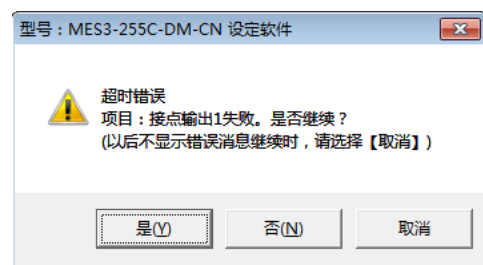 型号：MES3-255C-DM-CN 设定软件
超时错误
项目：接点输出1失败。是否继续？
(以后不显示错误消息继续时，请选择【取消】)
是(Y) 否(N) 取消